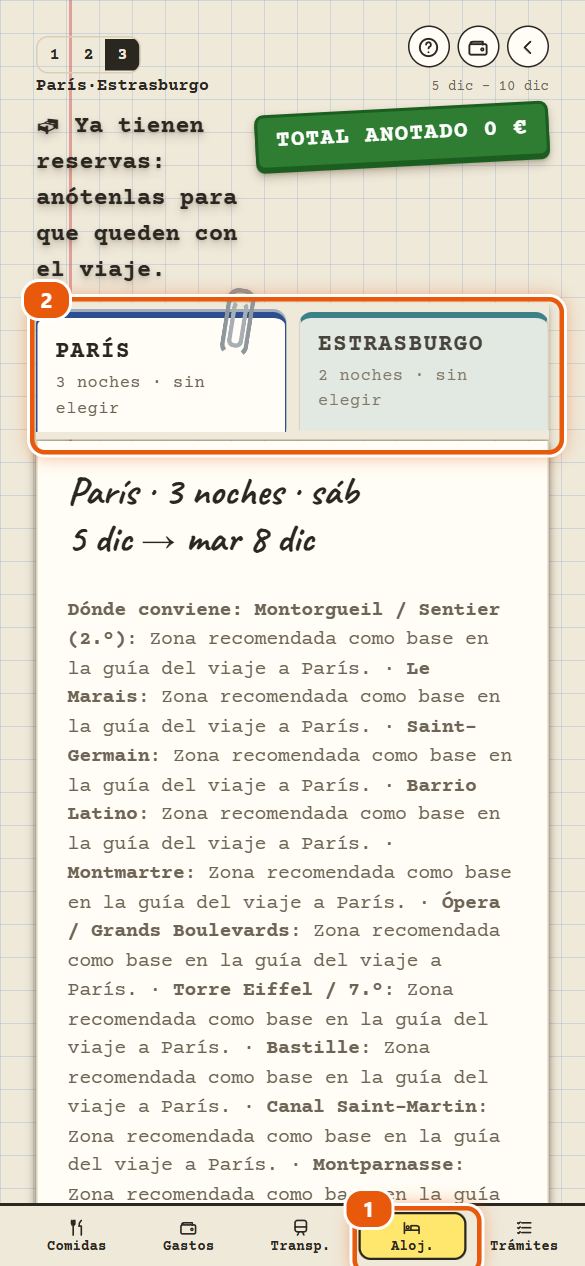 1 2 3
París·Estrasburgo
5 dic – 10 dic
Ya tienen
reservas:
anótenlas para
que queden con
el viaje.
TOTAL ANOTADO 0 €
2
PARÍS
3 noches · sin
elegir
ESTRASBURGO
2 noches · sin
elegir
París · 3 noches · sáb
5 dic → mar 8 dic
Dónde conviene: Montorgueil / Sentier
(2.º): Zona recomendada como base en
la guía del viaje a París. · Le
Marais: Zona recomendada como base en
la guía del viaje a París. · Saint-
Germain: Zona recomendada como base en
la guía del viaje a París. · Barrio
Latino: Zona recomendada como base en
la guía del viaje a París. ·
Montmartre: Zona recomendada como base
en la guía del viaje a París. · Ópera
/ Grands Boulevards: Zona recomendada
como base en la guía del viaje a
París. · Torre Eiffel / 7.º: Zona
recomendada como base en la guía del
viaje a París. · Bastille: Zona
recomendada como base en la guía del
viaje a París. · Canal Saint-Martin:
Zona recomendada como base en la guía
del viaje a París. · Montparnasse:
Zona recomendada como base en la guía
1
Comidas
Gastos
Transp.
Aloj.
Trámites